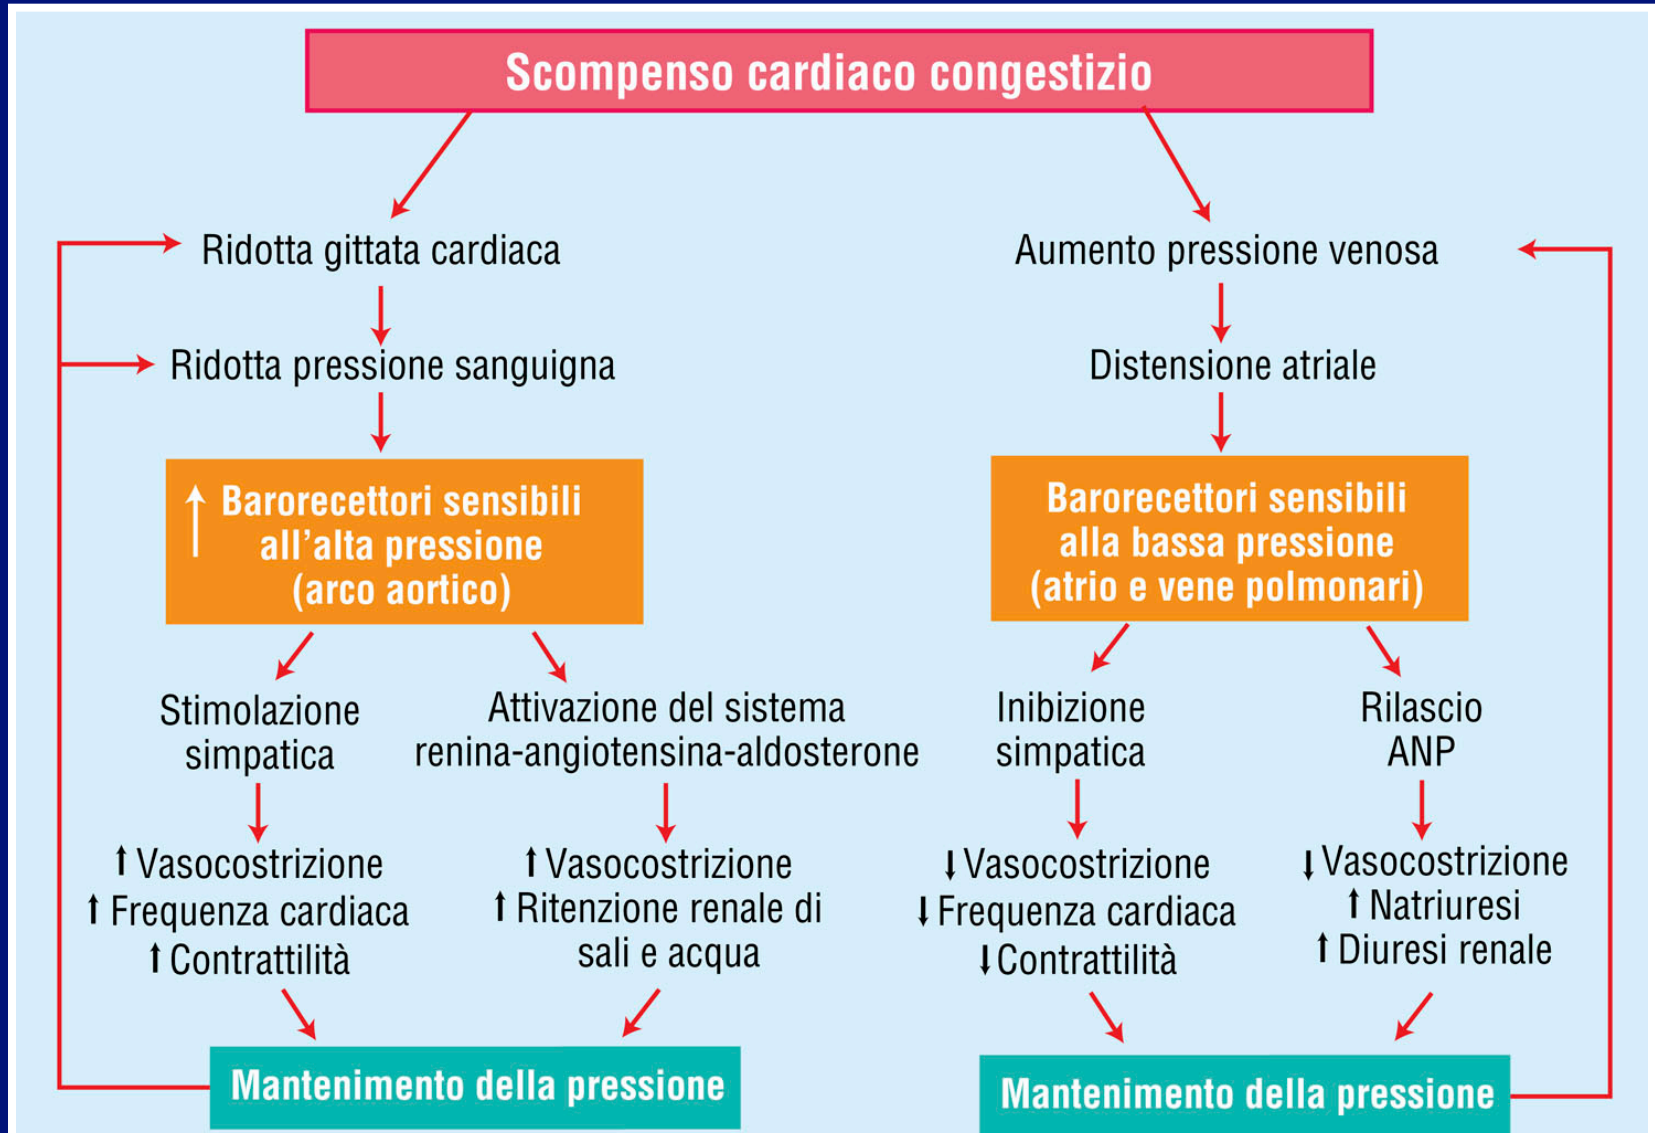 Scompenso cardiaco congestizio
Ridotta gittata cardiaca
Ridotta pressione sanguigna
↑ Barorecettori sensibili
all'alta pressione
(arco aortico)
Stimolazione
simpatica
↑ Vasocostrizione
↑ Frequenza cardiaca
↑ Contrattilità
Attivazione del sistema
renina-angiotensina-aldosterone
↑ Vasocostrizione
↑ Ritenzione renale di
sali e acqua
Mantenimento della pressione
Aumento pressione venosa
Distensione atriale
Barorecettori sensibili
alla bassa pressione
(atrio e vene polmonari)
Inibizione
simpatica
↓ Vasocostrizione
↓ Frequenza cardiaca
↓ Contrattilità
Rilascio
ANP
↓ Vasocostrizione
↑ Natriuresi
↑ Diuresi renale
Mantenimento della pressione